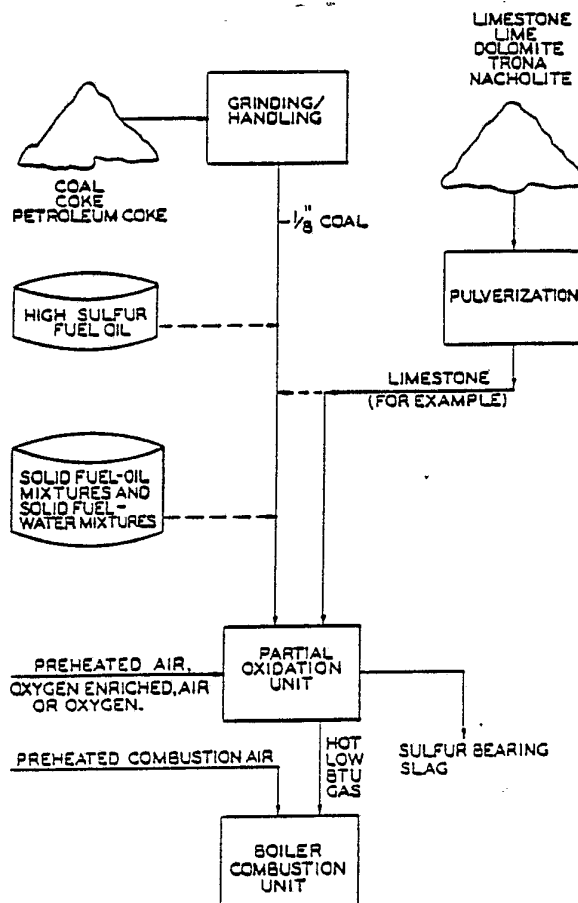 LIMESTONE
LIME
DOLOMITE
TRONA
NACHOLITE
GRINDING/
HANDLING
COAL
COKE
PETROLEUM COKE
1/8" COAL
PULVERIZATION
HIGH SULFUR
FUEL OIL
LIMESTONE
(FOR EXAMPLE)
SOLID FUEL-OIL
MIXTURES AND
SOLID FUEL-
WATER MIXTURES
PARTIAL
OXIDATION
UNIT
PREHEATED AIR,
OXYGEN ENRICHED, AIR
OR OXYGEN.
SULFUR BEARING
SLAG
HOT
LOW
BTU
GAS
PREHEATED COMBUSTION AIR
BOILER
COMBUSTION
UNIT